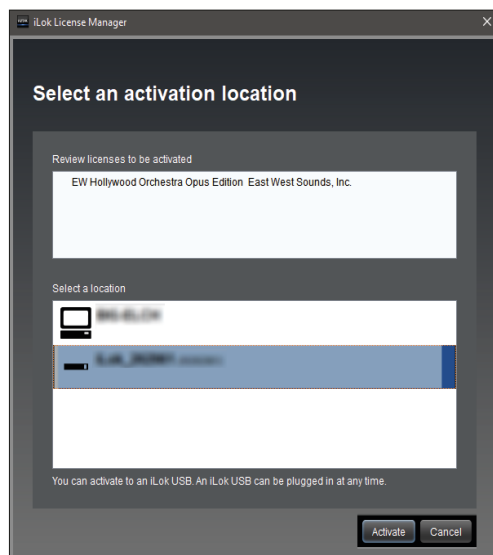 iLok License Manager
Select an activation location
Review licenses to be activated
EW Hollywood Orchestra Opus Edition East West Sounds, Inc.
Select a location
You can activate to an iLok USB. An iLok USB can be plugged in at any time.
Activate Cancel